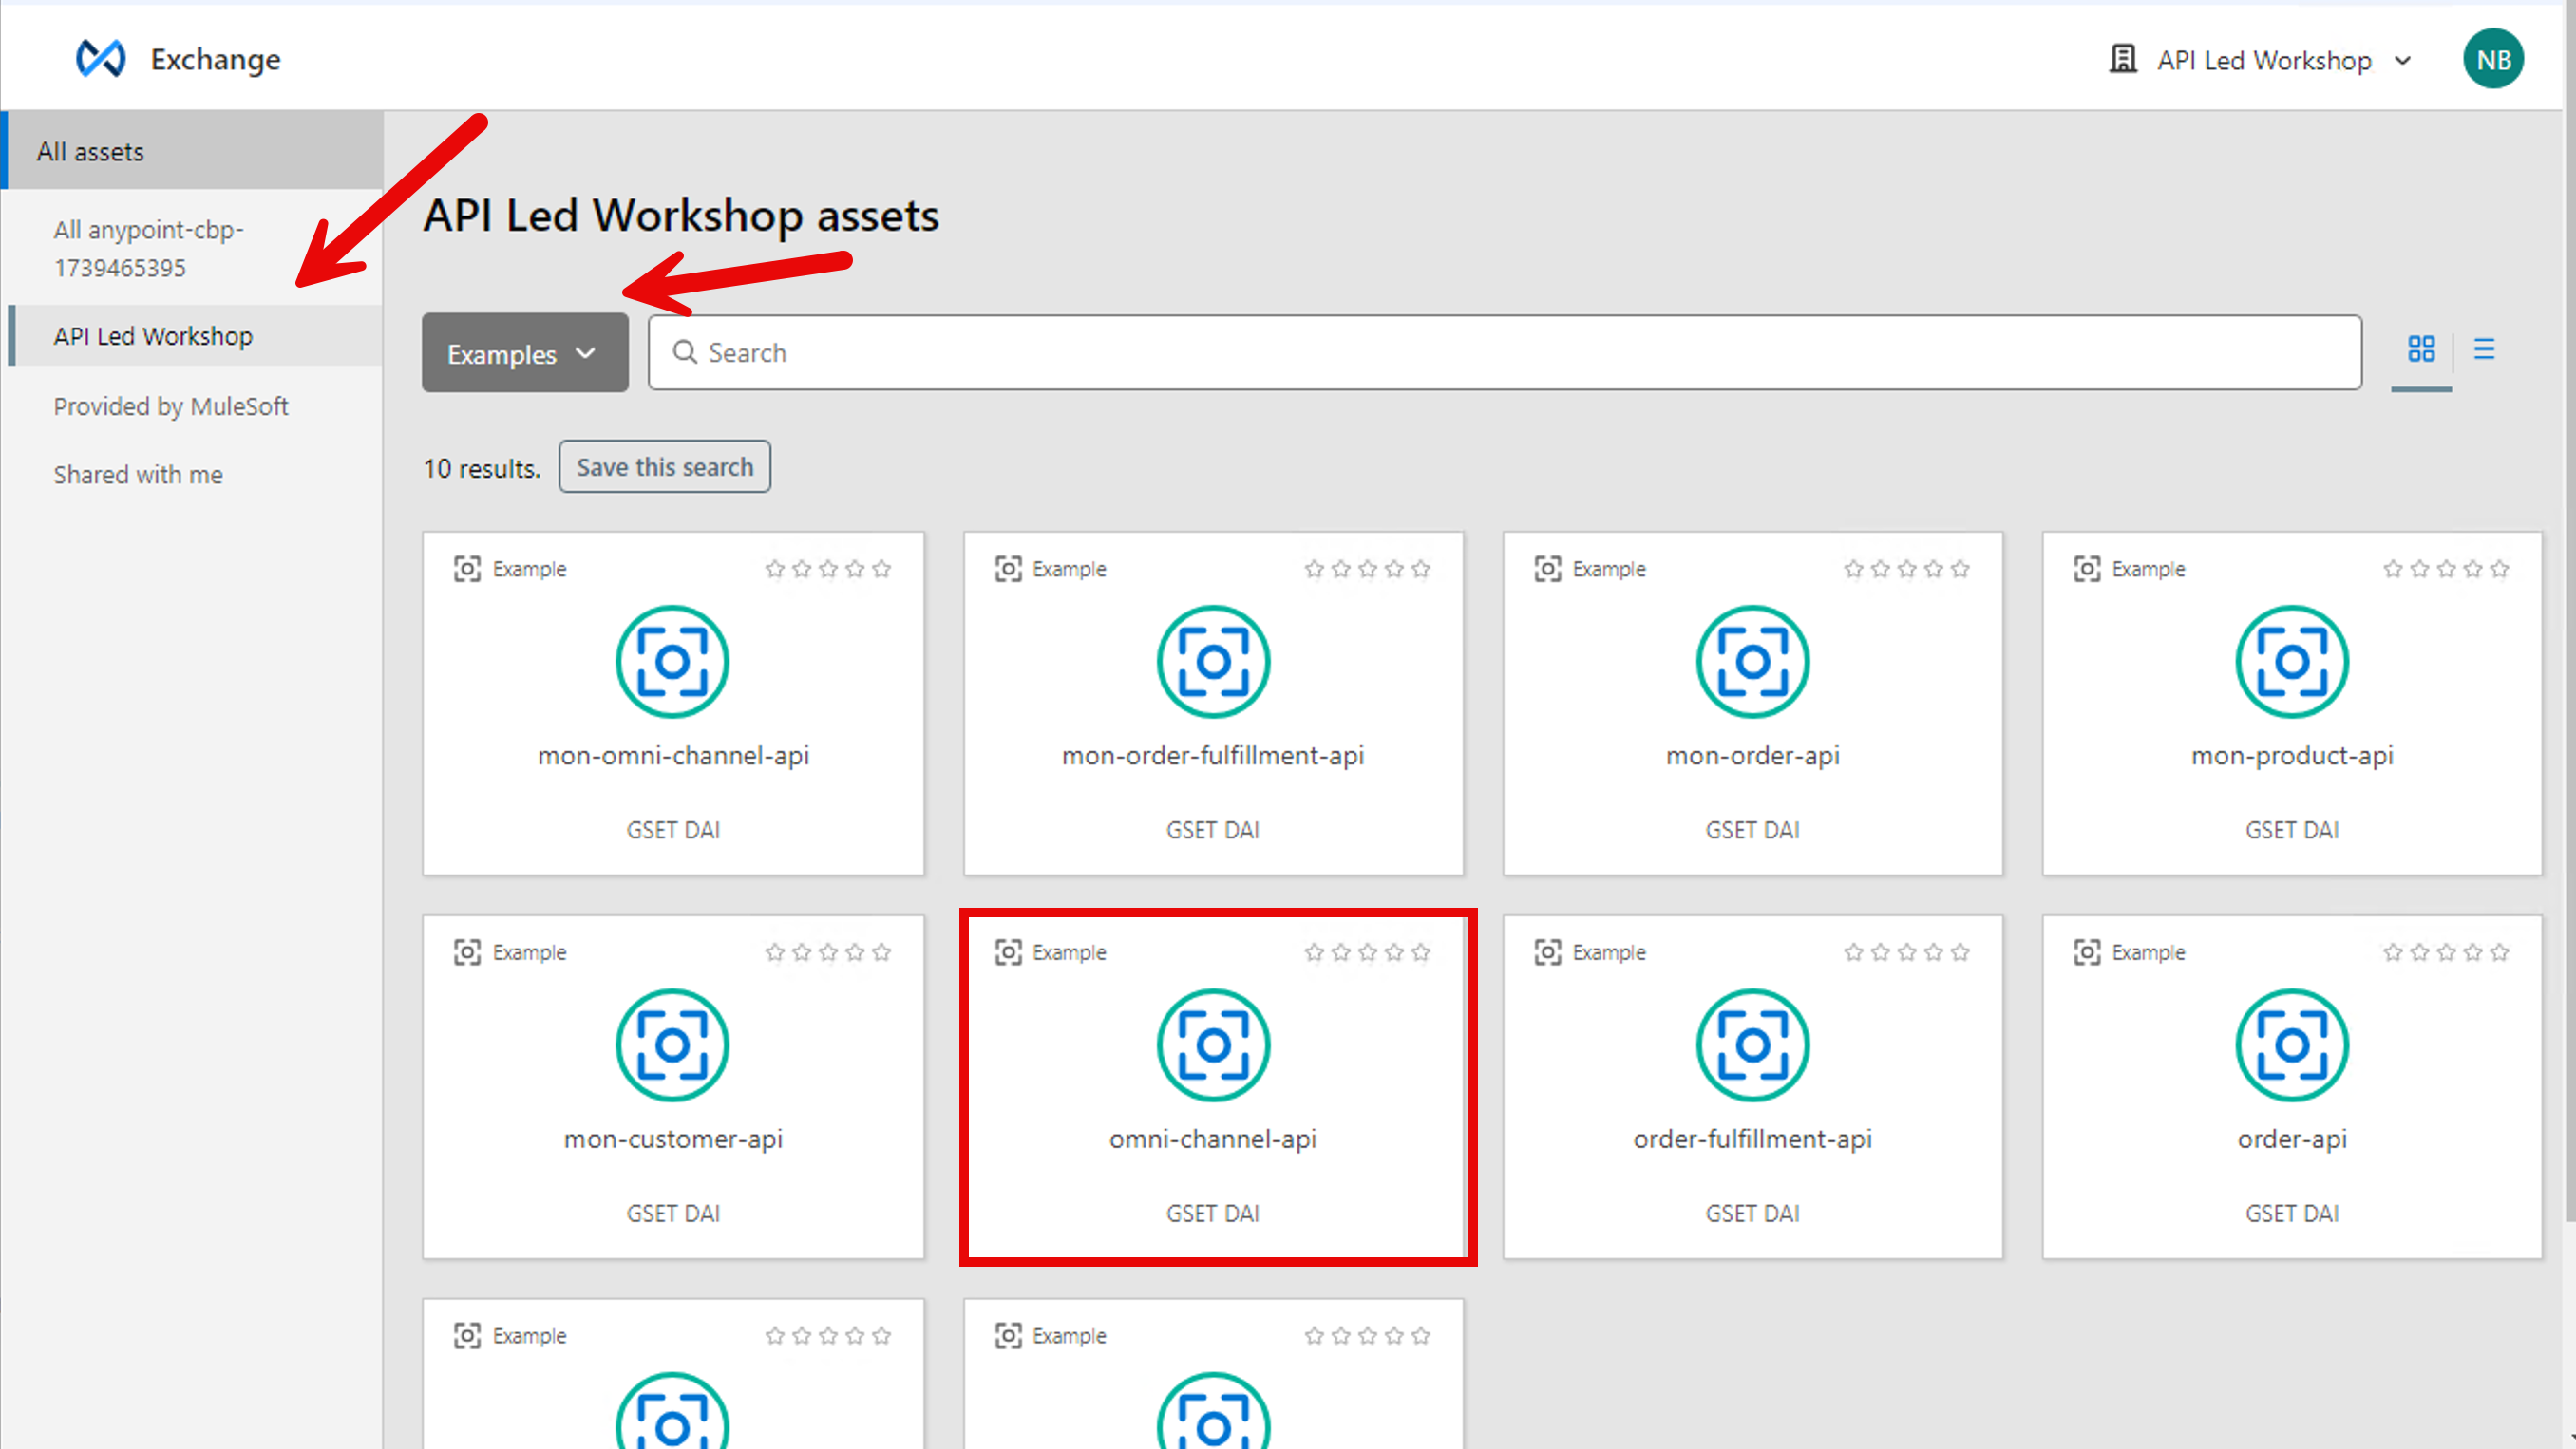 Exchange
API Led Workshop
NB
All assets
All anypoint-cbp-
1739465395
API Led Workshop
Provided by MuleSoft
Shared with me
API Led Workshop assets
Examples
Search
10 results.
Save this search
Example
mon-omni-channel-api
GSET DAI
Example
mon-order-fulfillment-api
GSET DAI
Example
mon-order-api
GSET DAI
Example
mon-product-api
GSET DAI
Example
mon-customer-api
GSET DAI
Example
omni-channel-api
GSET DAI
Example
order-fulfillment-api
GSET DAI
Example
order-api
GSET DAI
Example
Example